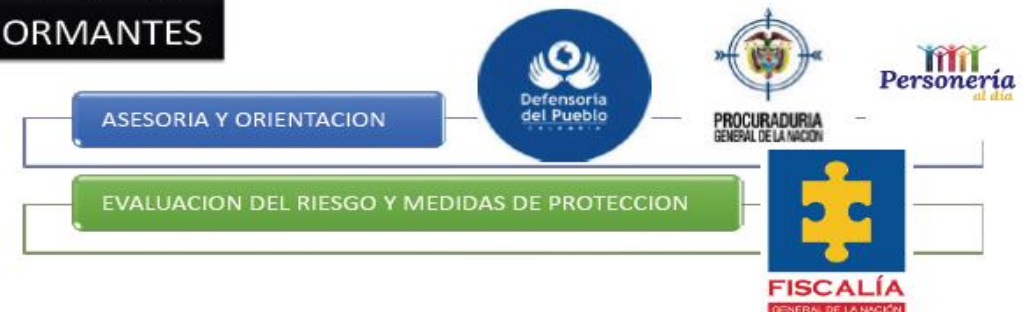 ORMANTES
ASESORIA Y ORIENTACION
Defensoría
del Pueblo
COLOMBIA
PROCURADURIA
GENERAL DE LA NACION
Personería
al día
EVALUACION DEL RIESGO Y MEDIDAS DE PROTECCION
FISCALÍA
GENERAL DE LA NACIÓN